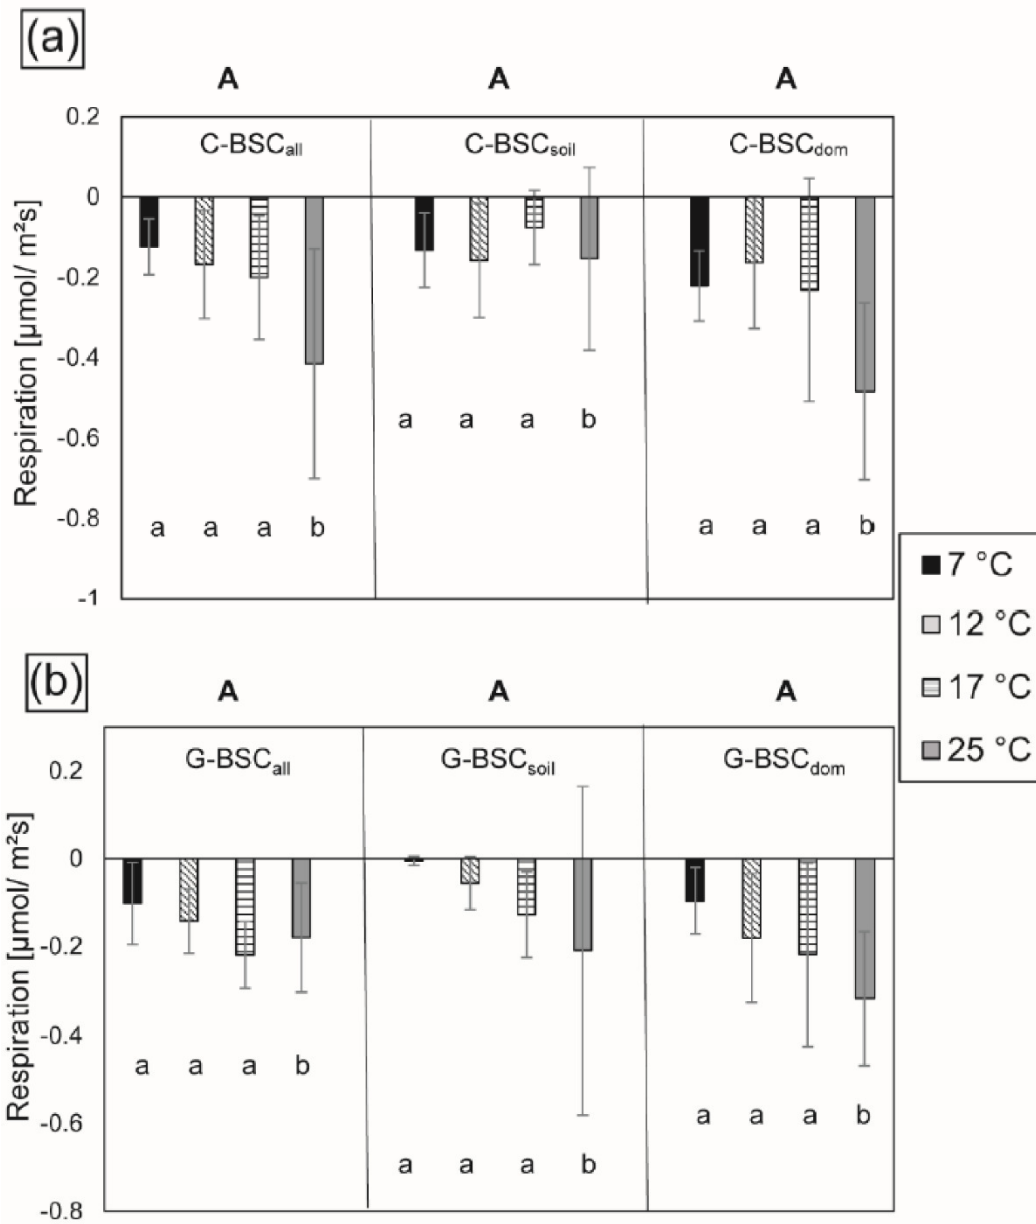 (a)
A A A
0.2
C-BSCall C-BSCsoil C-BSCdom
0
-0.2
-0.4
-0.6
-0.8
-1
Respiration [µmol/ m²s]
a a a b
a a a b
a a a b
7 °C
12 °C
17 °C
25 °C
(b)
A A A
G-BSCall G-BSCsoil G-BSCdom
0.2
0
-0.2
-0.4
-0.6
-0.8
Respiration [µmol/ m²s]
a a a b
a a a b
a a a b